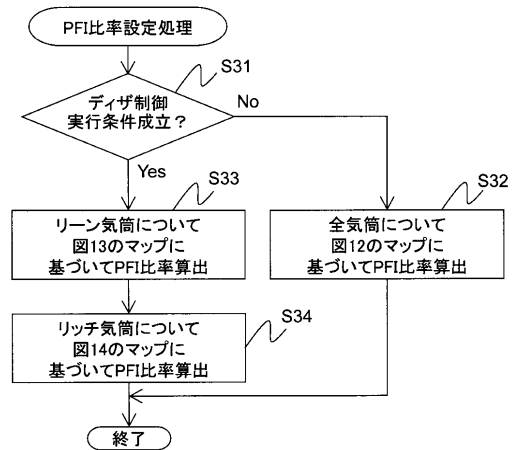 PFI比率設定処理
S31
ディザ制御
実行条件成立？
No
Yes
S33
リーン気筒について
図13のマップに
基づいてPFI比率算出
S32
全気筒について
図12のマップに
基づいてPFI比率算出
S34
リッチ気筒について
図14のマップに
基づいてPFI比率算出
終了